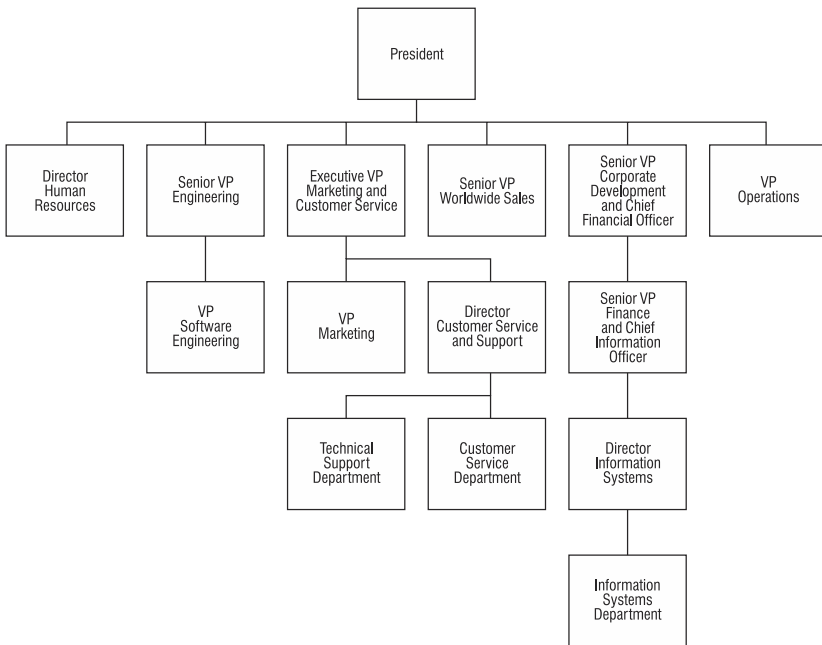 President
Director
Human
Resources
Senior VP
Engineering
Executive VP
Marketing and
Customer Service
Senior VP
Worldwide Sales
Senior VP
Corporate
Development
and Chief
Financial Officer
VP
Operations
VP
Software
Engineering
VP
Marketing
Director
Customer Service
and Support
Senior VP
Finance
and Chief
Information
Officer
Technical
Support
Department
Customer
Service
Department
Director
Information
Systems
Information
Systems
Department